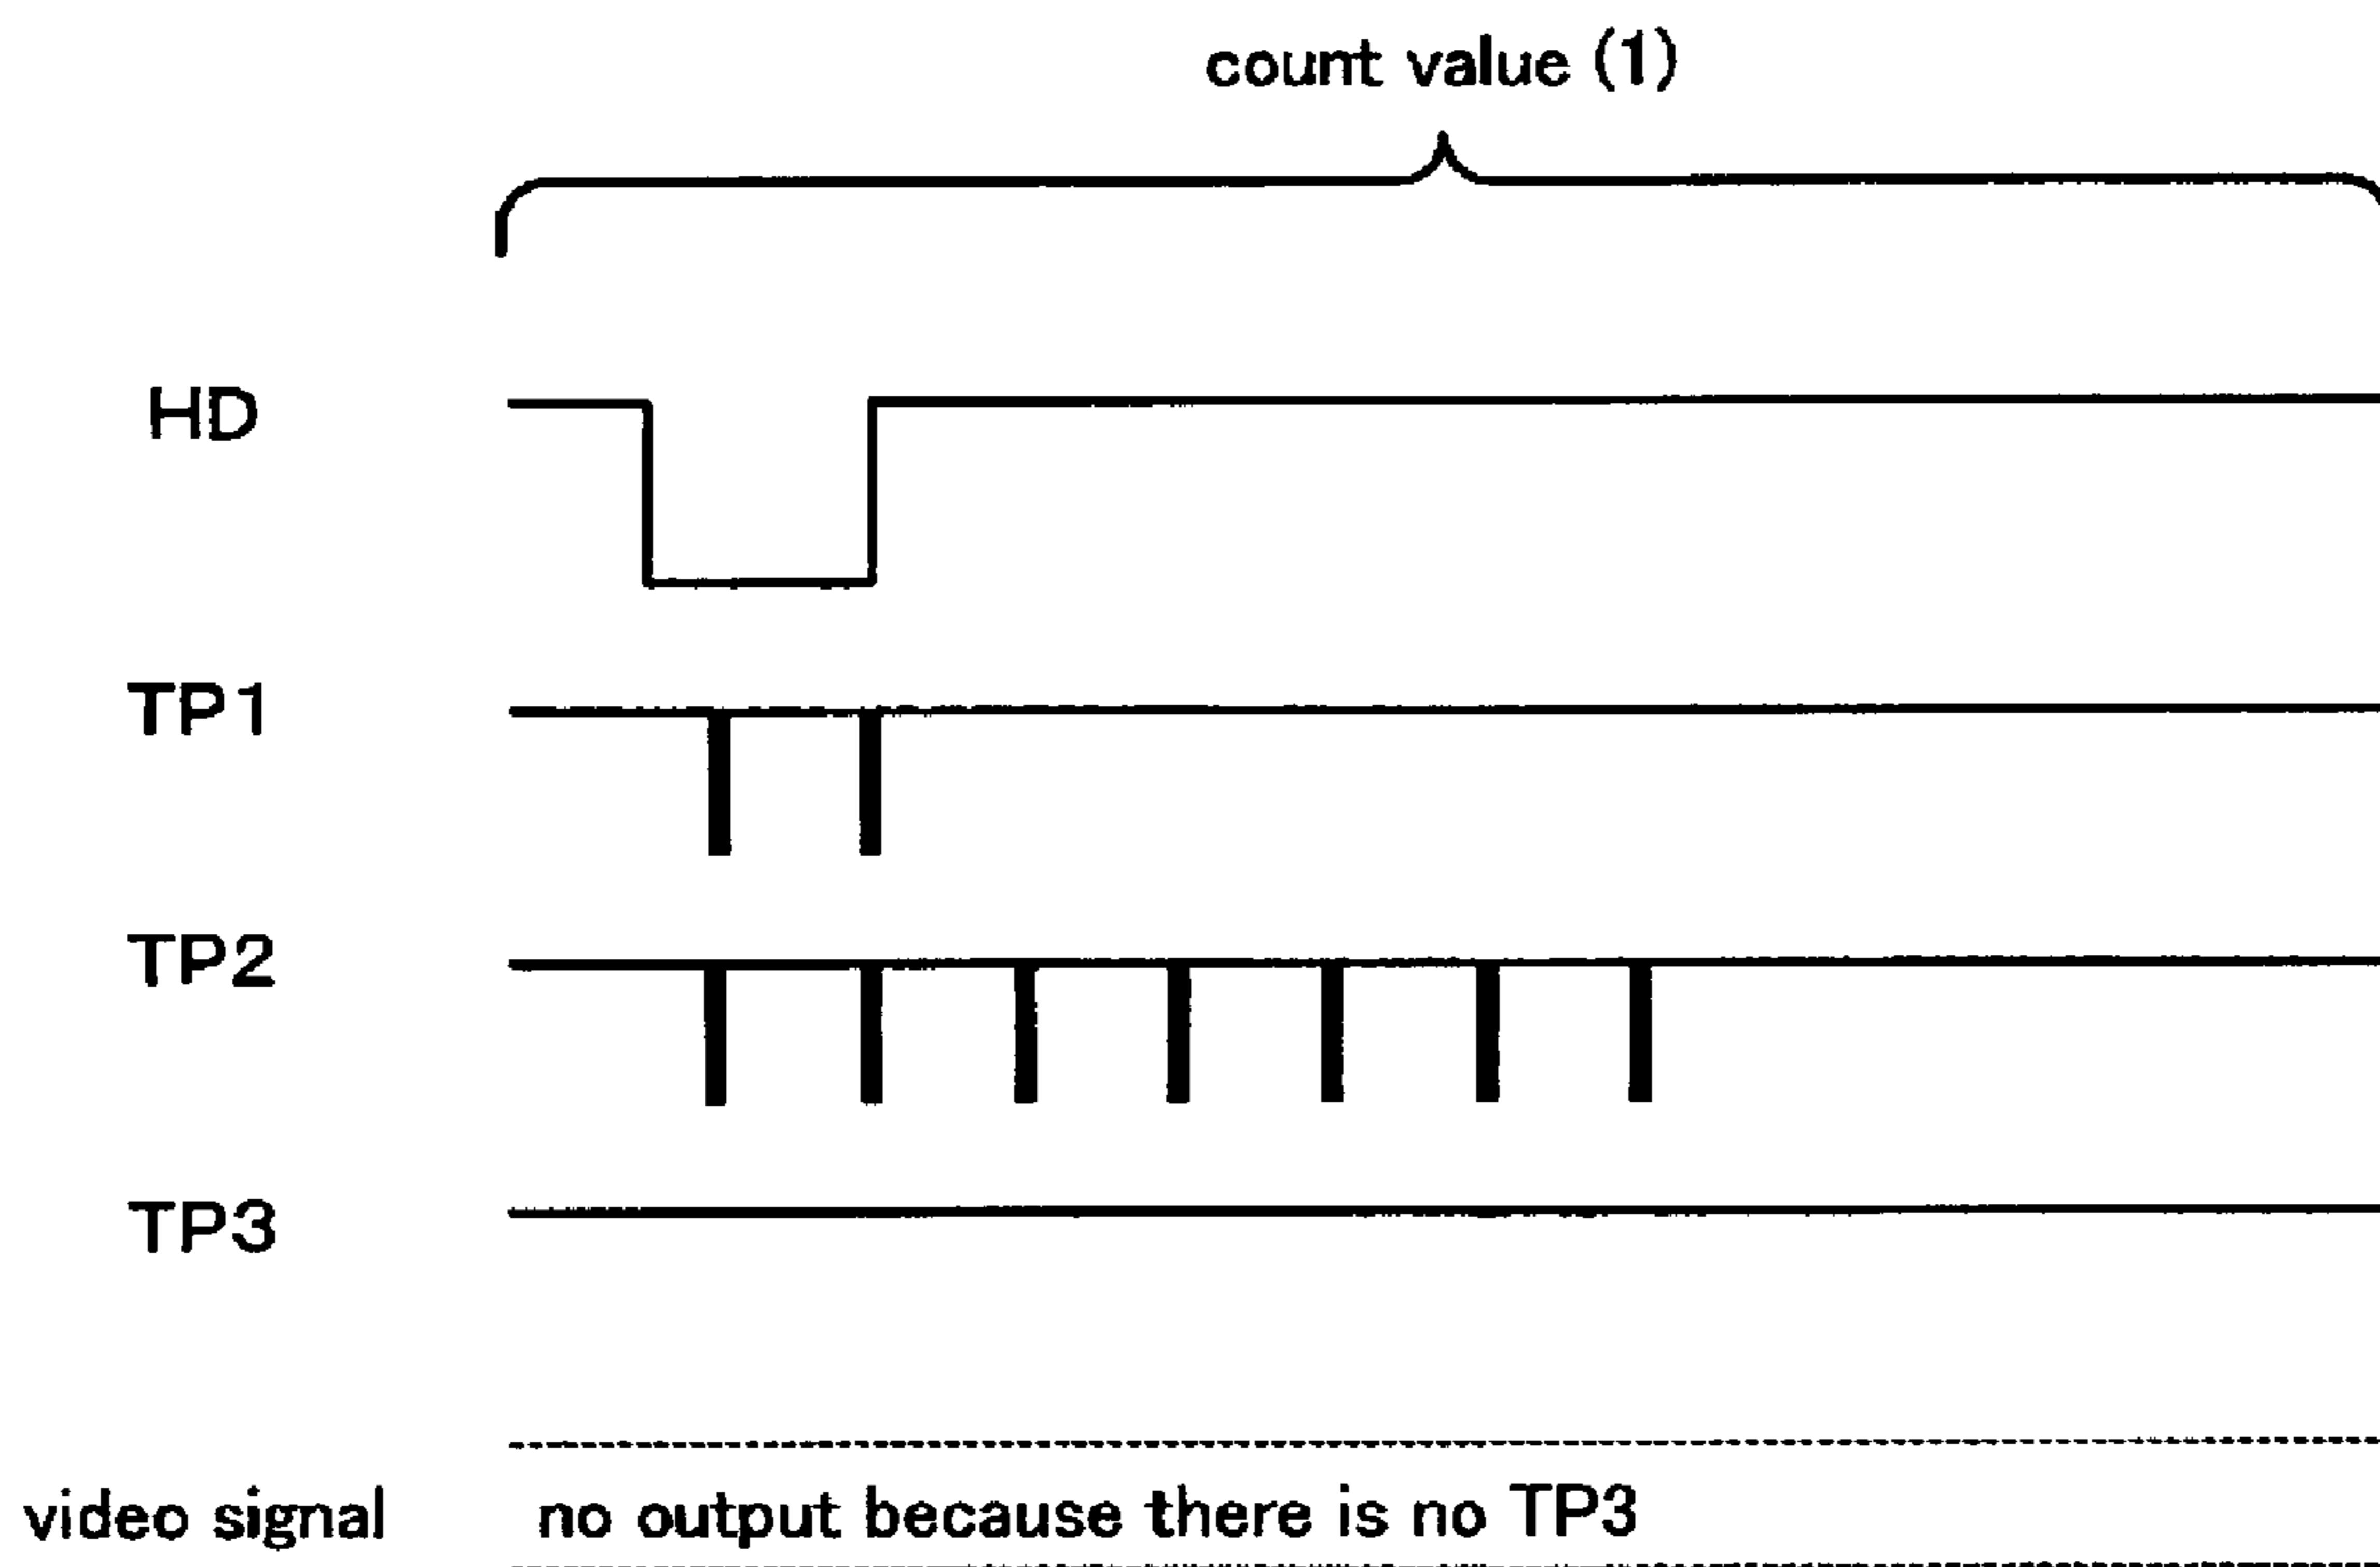 count value (1)
HD
TP1
TP2
TP3
video signal no output because there is no TP3